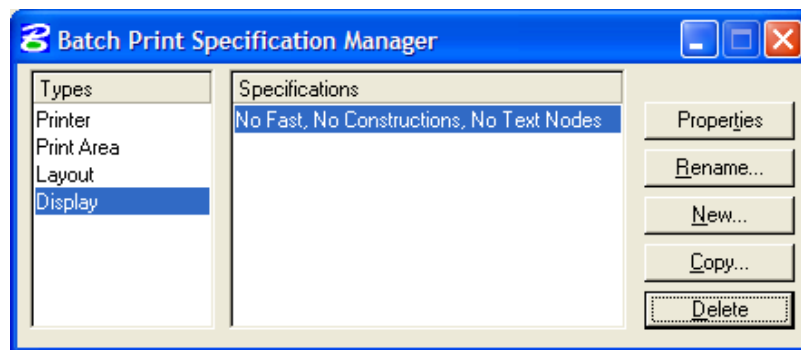 Batch Print Specification Manager
Types
Specifications
Printer
Print Area
Layout
Display
No Fast, No Constructions, No Text Nodes
Properties
Rename...
New...
Copy...
Delete